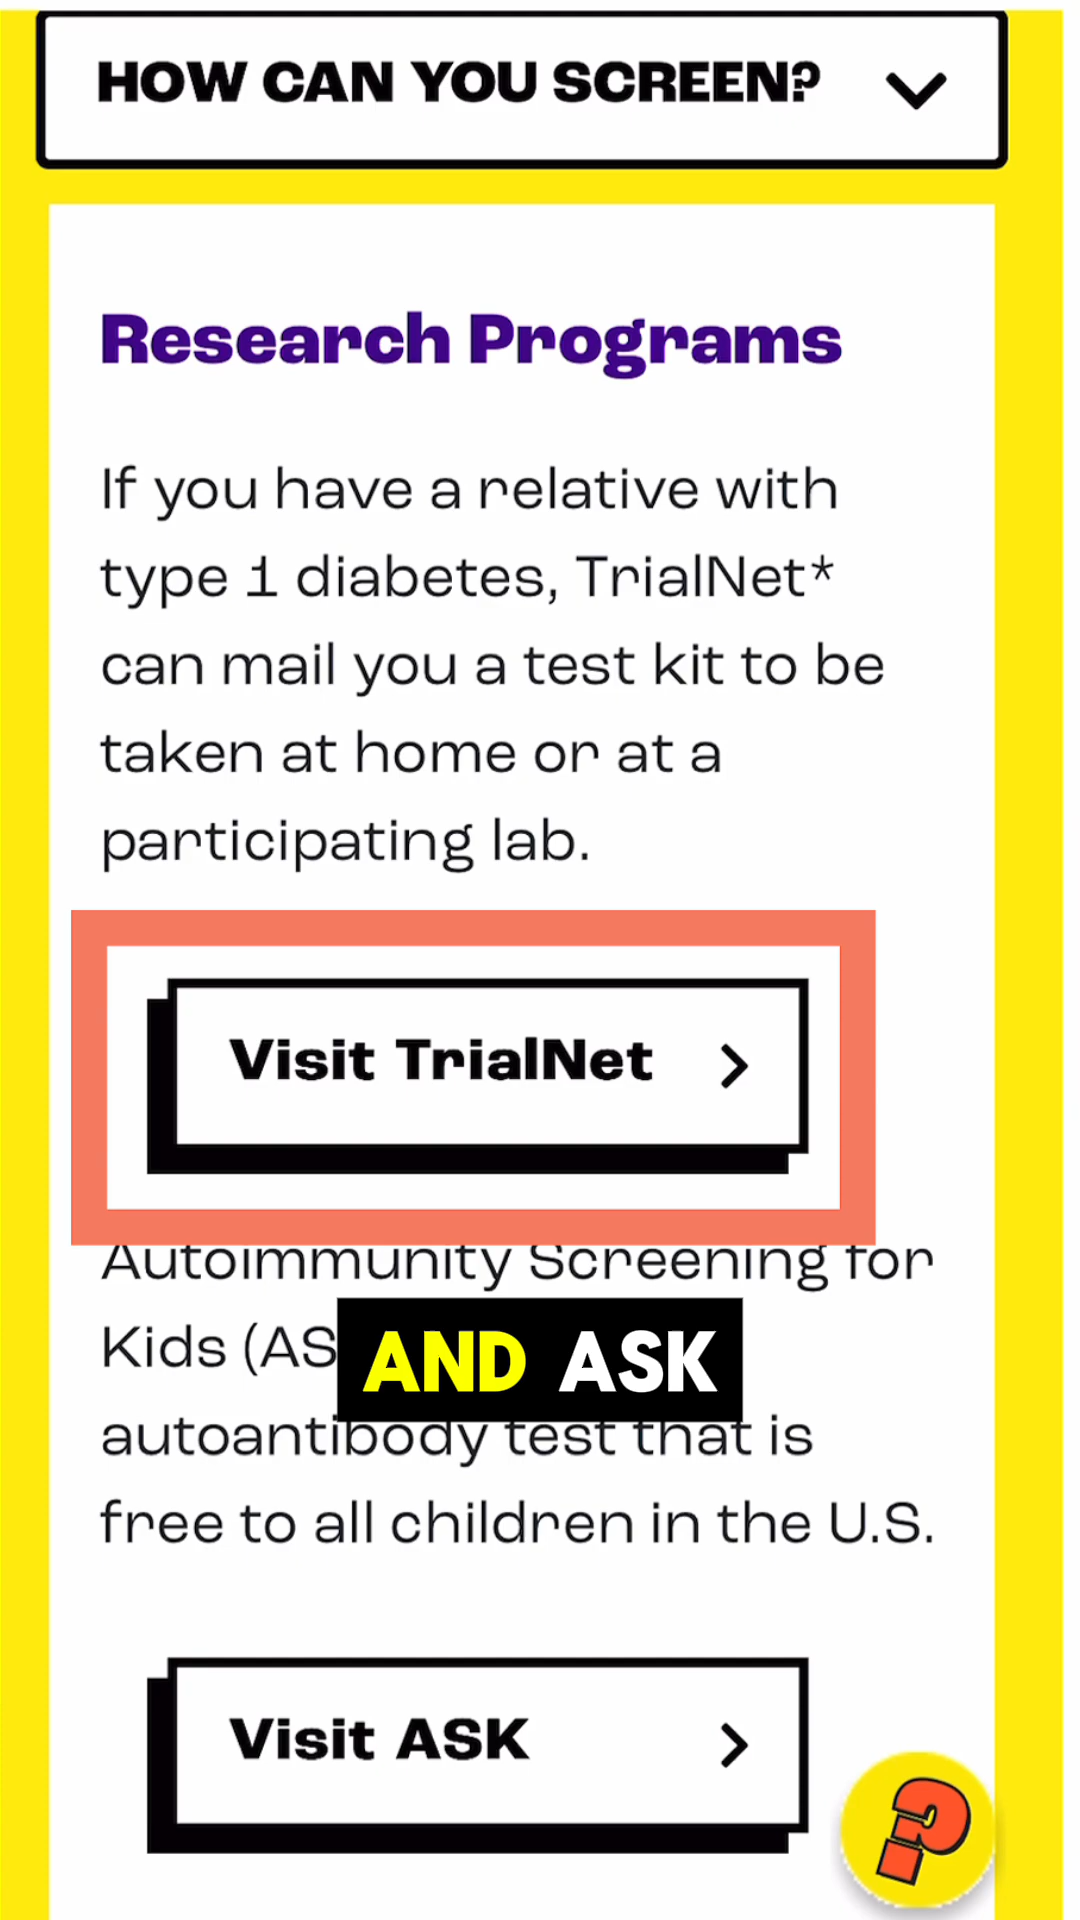 HOW CAN YOU SCREEN?
Research Programs
If you have a relative with
type 1 diabetes, TrialNet*
can mail you a test kit to be
taken at home or at a
participating lab.
Visit TrialNet
Autoimmunity Screening for
Kids (AS
AND ASK
autoantibody test that is
free to all children in the U.S.
Visit ASK
?